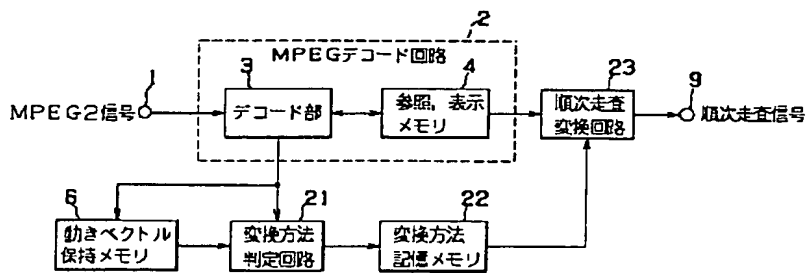 2
MPEGデコード回路
1
3
4
23
9
MPEG2信号
デコード部
参照，表示
メモリ
順次走査
変換回路
順次走査信号
6
21
22
動きベクトル
保持メモリ
変換方法
判定回路
変換方法
記憶メモリ